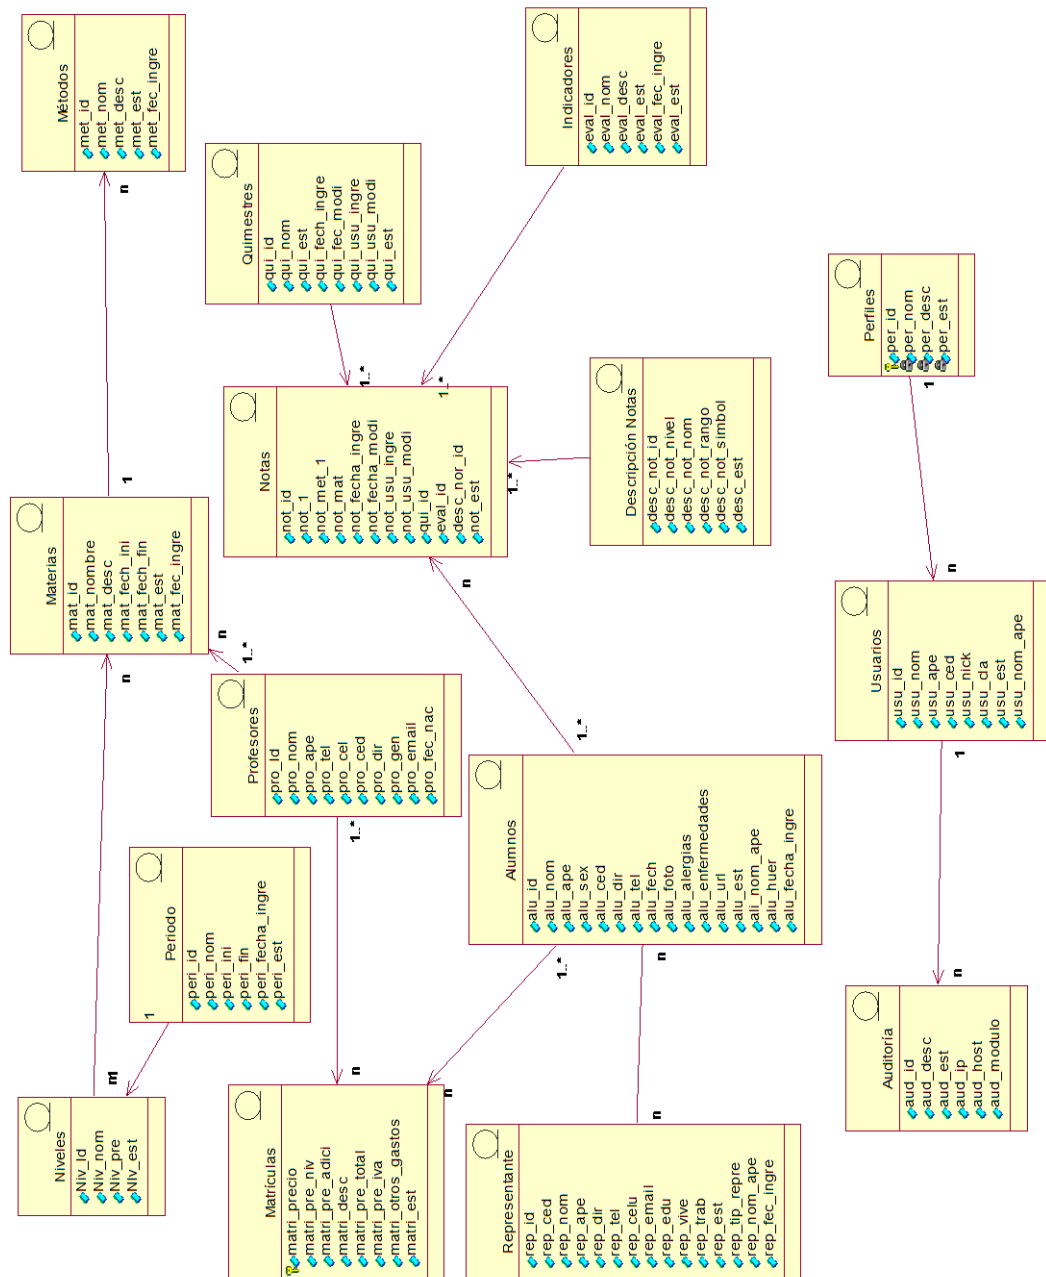 Niveles
Niv_Id
Niv_nom
Niv_pre
NIv_est
m1
1
Periodo
peri_id
peri_nom
peri_ini
peri_fin
peri_fecha_ingre
peri_est
Materias
mat_id
mat_nombre
mat_desc
mat_fech_ini
mat_fech_fin
mat_est
mat_fec_ingre
n
1
n
1..*
Métodos
met_id
met_nom
met_desc
met_est
met_fec_ingre
n
Profesores
pro_Id
pro_nom
pro_ape
pro_tel
pro_cel
pro_ced
pro_dir
pro_gen
pro_email
pro_fec_nac
1..*
Quimestres
qui_id
qui_nom
qui_est
qui_fech_ingre
qui_fec_modi
qui_usu_ingre
qui_usu_modi
qui_est
1..*
Matrículas
matri_precio
matri_pre_niv
matri_pre_adici
matri_desc
matri_pre_total
matri_pre_iva
matri_otros_gastos
matri_est
n
n
Notas
not_id
not_1
not_met_1
not_mat
not_fecha_ingre
not_fecha_modi
not_usu_ingre
not_usu_modi
qui_id
eval_id
desc_nor_id
not_est
1..*
1..*
n
Indicadores
eval_id
eval_nom
eval_desc
eval_est
eval_fec_ingre
eval_est
Representante
rep_id
rep_ced
rep_nom
rep_ape
rep_dir
rep_tel
rep_celu
rep_email
rep_edu
rep_vive
rep_trab
rep_est
rep_tip_repre
rep_nom_ape
rep_fec_ingre
n
Alumnos
alu_id
alu_nom
alu_ape
alu_sex
alu_ced
alu_dir
alu_tel
alu_fech
alu_foto
alu_alergias
alu_enfermedades
alu_url
alu_est
ali_nom_ape
alu_huer
alu_fecha_ingre
1..*
1..*
n
Descripción Notas
desc_not_id
desc_not_nivel
desc_not_nom
desc_not_rango
desc_not_simbol
desc_est
Auditoría
aud_id
aud_desc
aud_est
aud_ip
aud_host
aud_modulo
n
Usuarios
usu_id
usu_nom
usu_ape
usu_ced
usu_nick
usu_cla
usu_est
usu_nom_ape
1
n
Perfiles
per_id
per_nom
per_desc
per_est
1